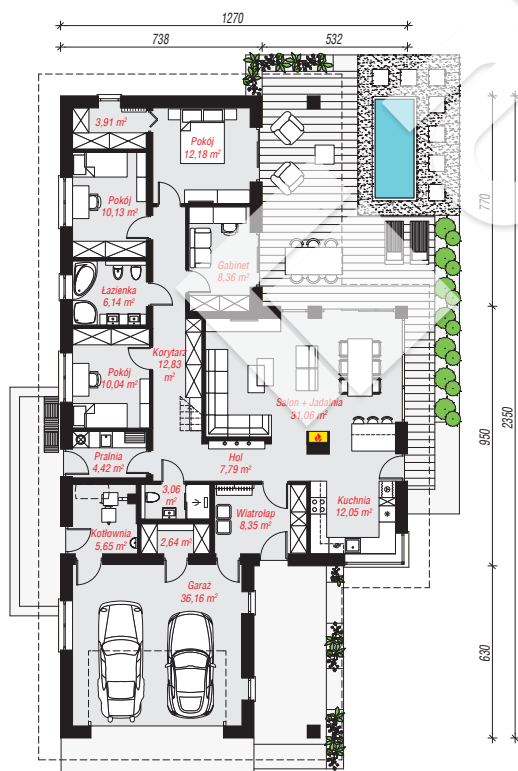 1270
738 532
3,91 m²
Pokój
12,18 m²
Pokój
10,13 m²
770
Gabinet
8,36 m²
Łazienka
6,14 m²
Korytarz
12,83
m²
Pokój
10,04 m²
Salon + Jadalnia
31,06 m²
2350
950
Hol
7,79 m²
Pralnia
4,42 m²
3,06
m²
Kuchnia
12,05 m²
Wiatrołap
8,35 m²
Kotłownia
5,65 m²
2,64 m²
Garaż
36,16 m²
630